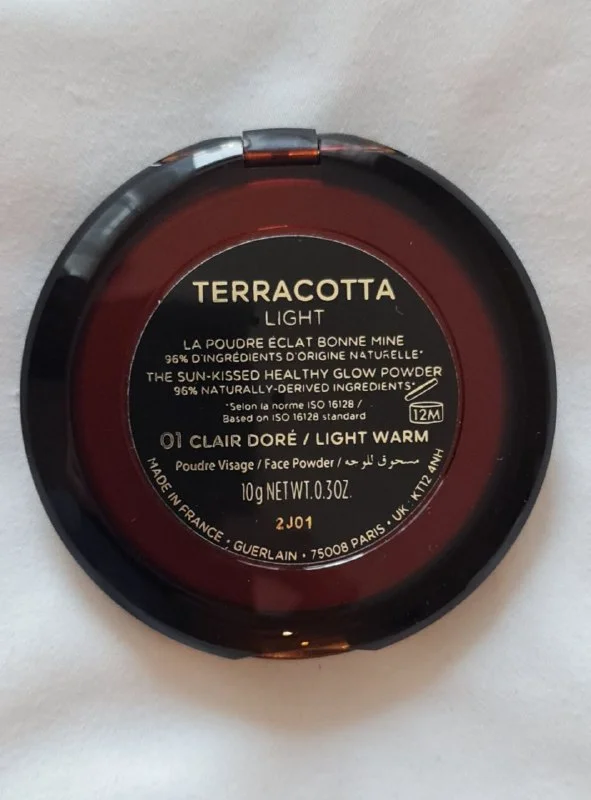 TERRACOTTA
LIGHT
LA POUDRE ÉCLAT BONNE MINE
96% D'INGRÉDIENTS D'ORIGINE NATURELLE*
THE SUN-KISSED HEALTHY GLOW POWDER
96% NATURALLY-DERIVED INGREDIENTS*
*Selon la norme ISO 16128 /
Based on ISO 16128 standard
12M
01 CLAIR DORÉ / LIGHT WARM
Poudre Visage / Face Powder / مسحوق للوجه
10g NET WT. 0.3OZ.
2J01
MADE IN FRANCE · GUERLAIN · 75008 PARIS · UK : KT12 4NH